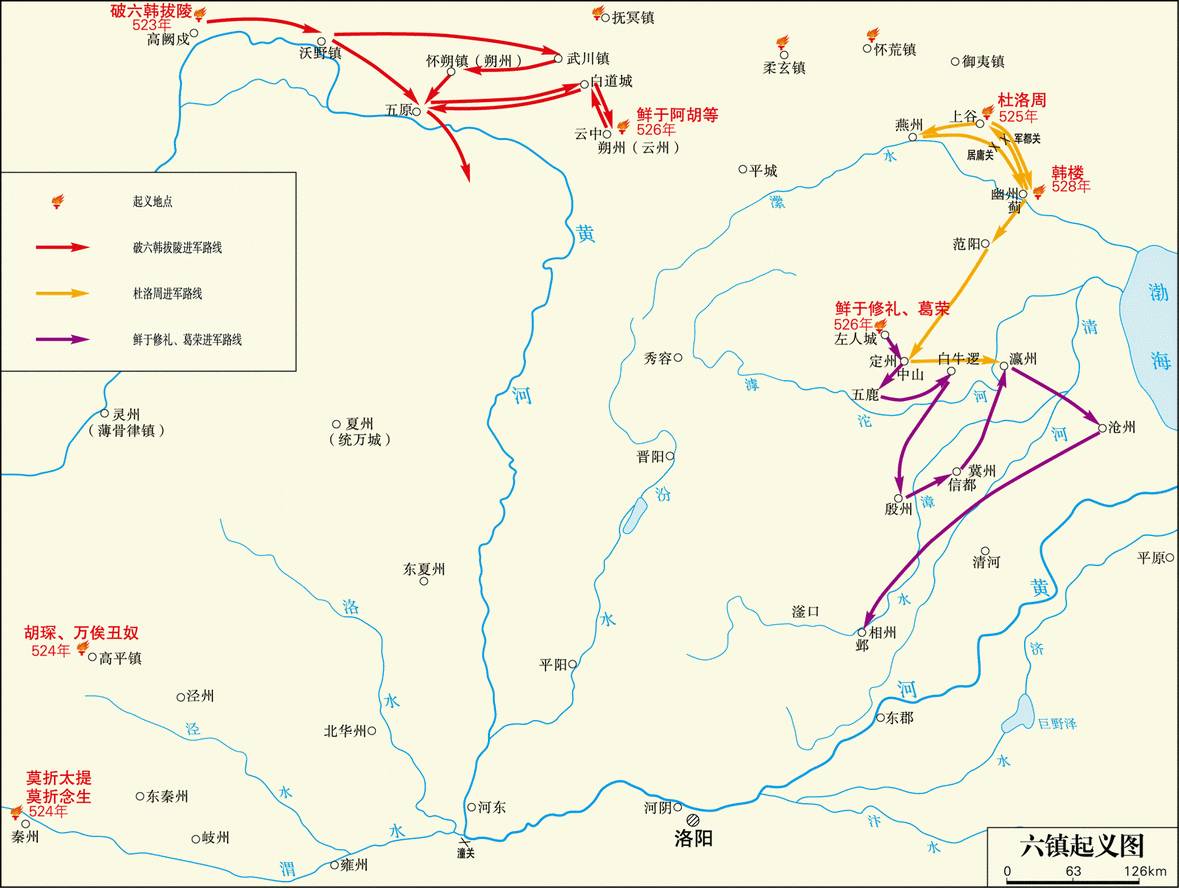 破六韩拔陵
523年
高阙戍
沃野镇
抚冥镇
怀朔镇（朔州）
武川镇
白道城
五原
云中
朔州（云州）
鲜于阿胡等
526年
柔玄镇
怀荒镇
御夷镇
杜洛周
525年
上谷
燕州
军都关
居庸关
韩楼
528年
幽州
蓟
范阳
平城
㶟
水
黄
河
渤
海
起义地点
破六韩拔陵进军路线
杜洛周进军路线
鲜于修礼、葛荣进军路线
鲜于修礼、葛荣
526年
左人城
定州
中山
白牛逻
瀛州
五鹿
清
河
滹
沱
河
秀容
灵州
（薄骨律镇）
夏州
（统万城）
晋阳
汾
水
沧州
冀州
信都
殷州
漳
水
清河
平原
东夏州
洛
水
滏口
相州
邺
黄
河
济
水
胡琛、万俟丑奴
524年
高平镇
平阳
泾州
泾
水
北华州
东郡
巨野泽
莫折太提
莫折念生
524年
秦州
东秦州
岐州
渭
水
雍州
河东
潼关
河阴
洛阳
汴
水
六镇起义图
0 63 126km